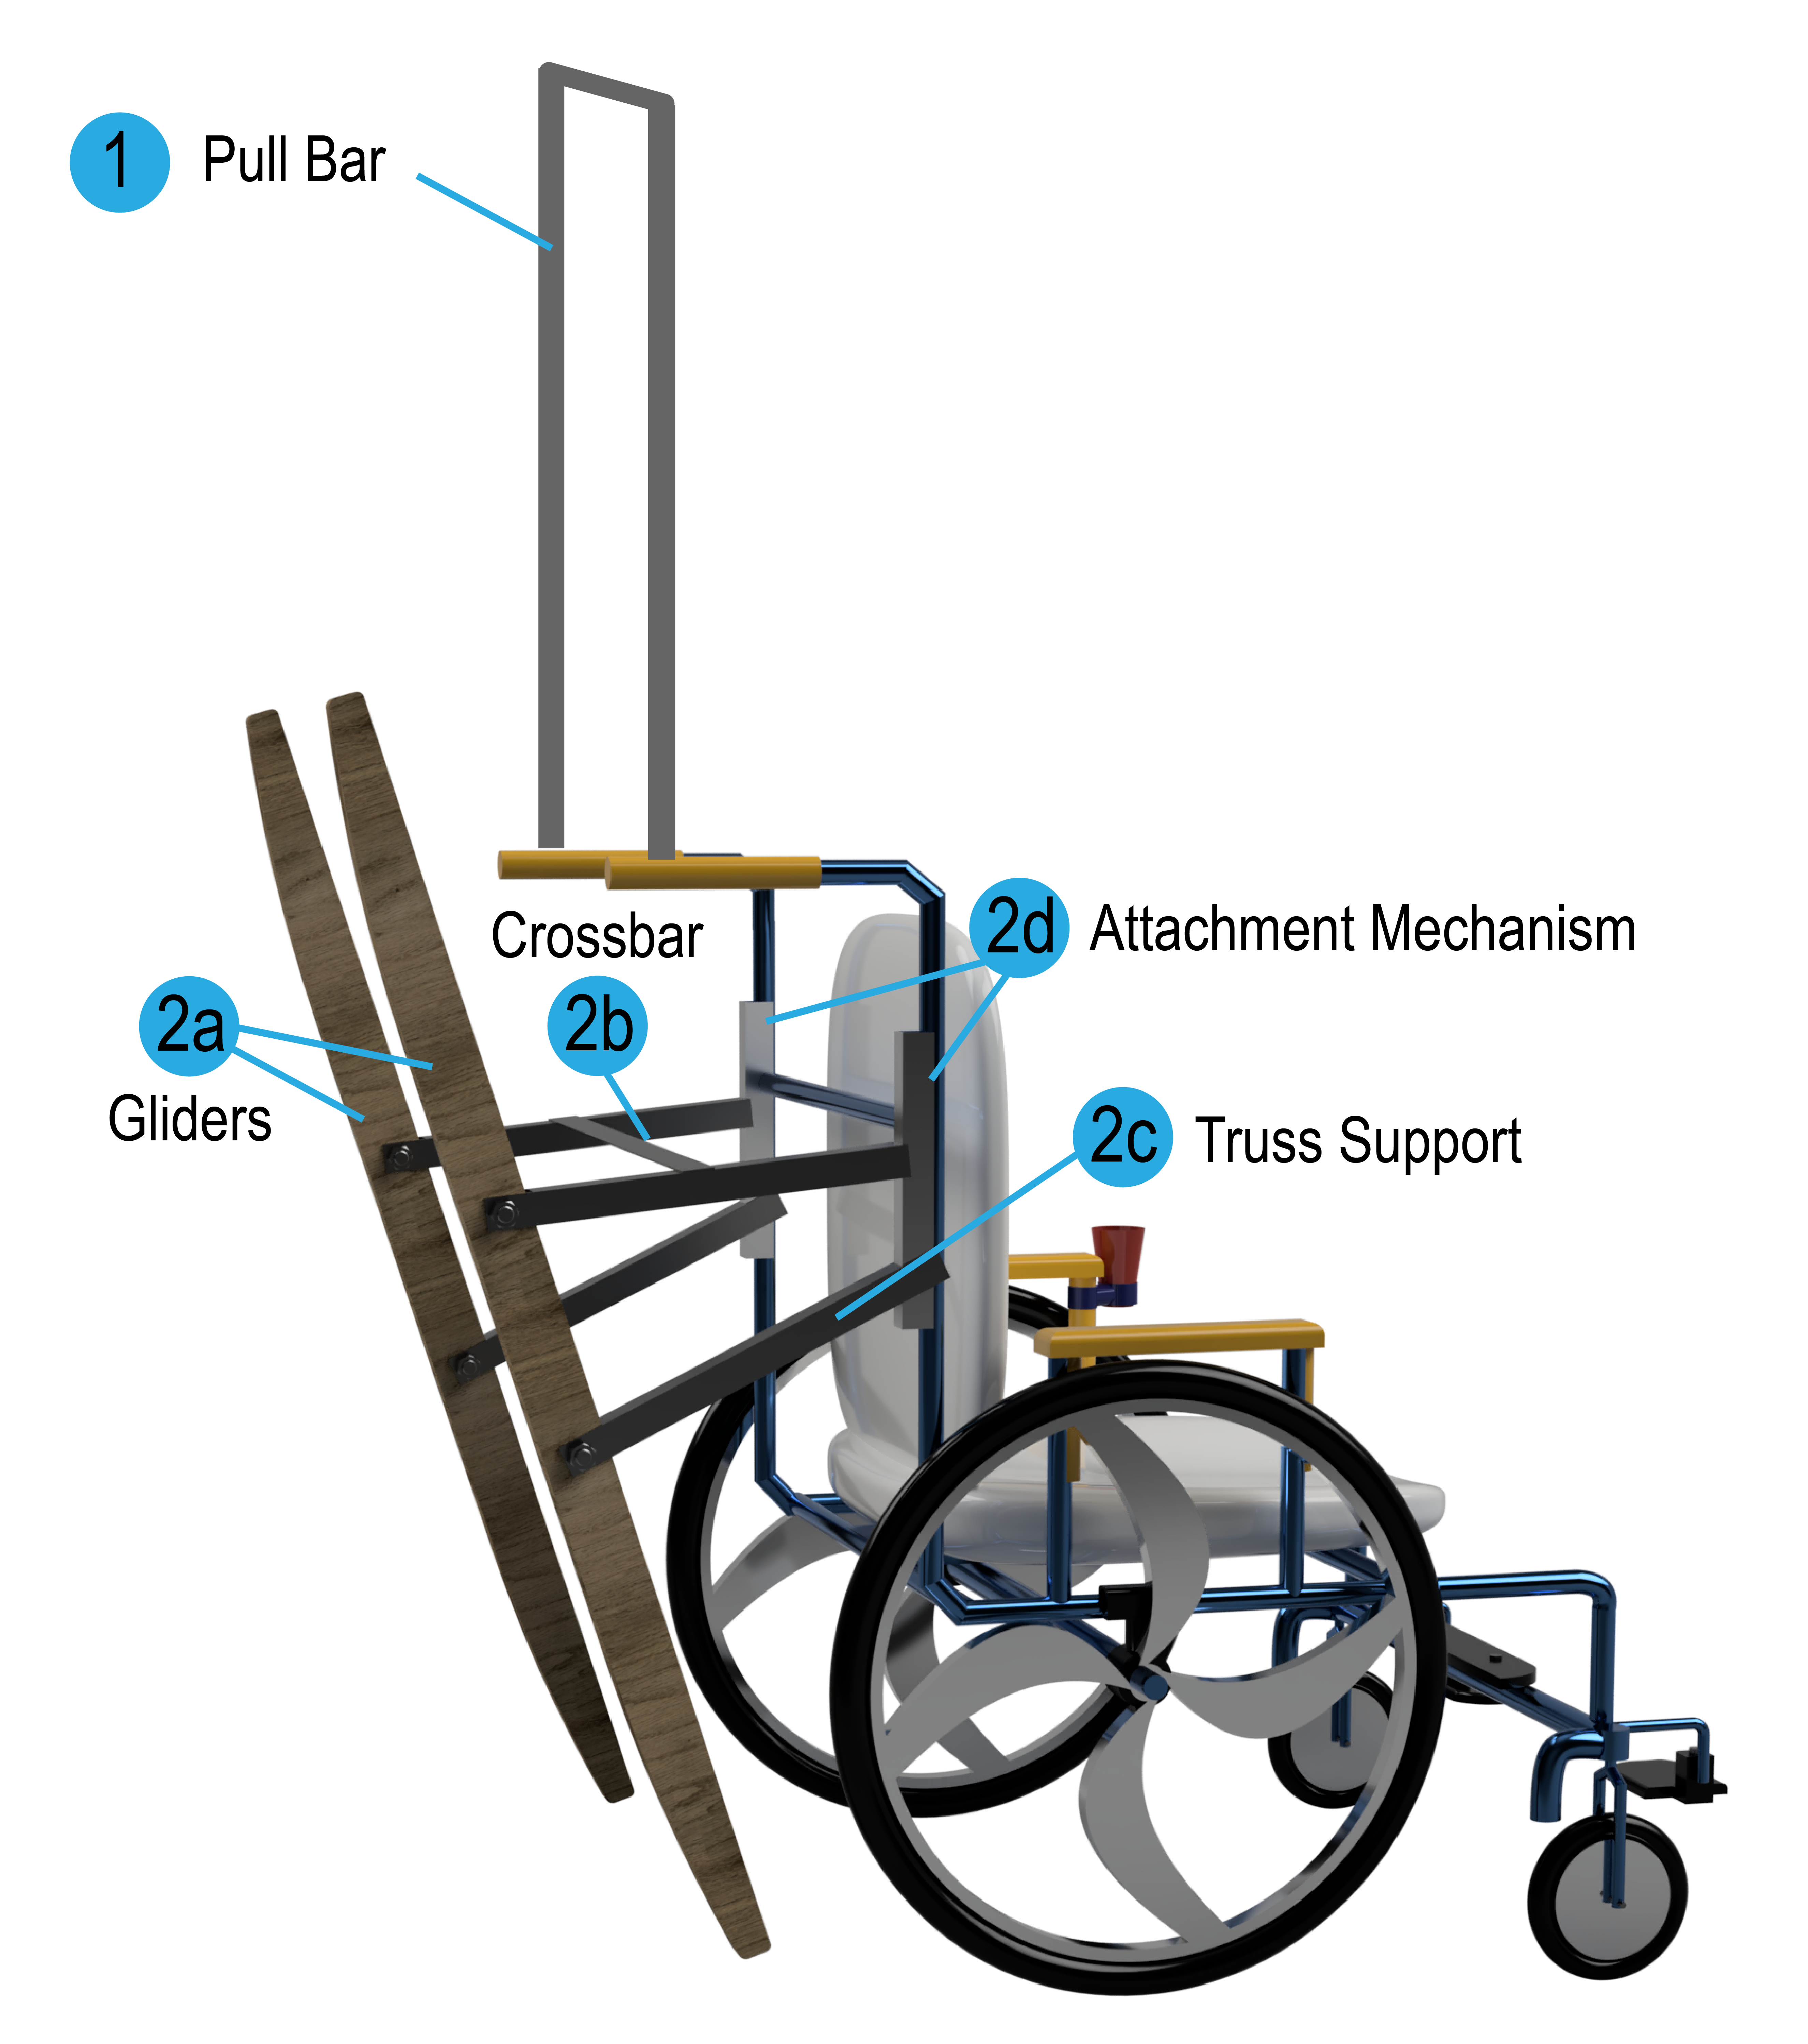 1 Pull Bar
Crossbar
2d Attachment Mechanism
2a
2b
Gliders
2c Truss Support